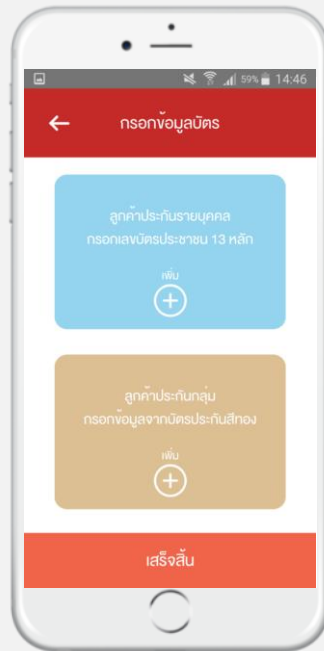 59% 14:46
กรอกข้อมูลบัตร
ลูกค้าประกันรายบุคคล
กรอกเลขบัตรประชาชน 13 หลัก
เพิ่ม
ลูกค้าประกันกลุ่ม
กรอกข้อมูลจากบัตรประกันสีทอง
เพิ่ม
เสร็จสิ้น